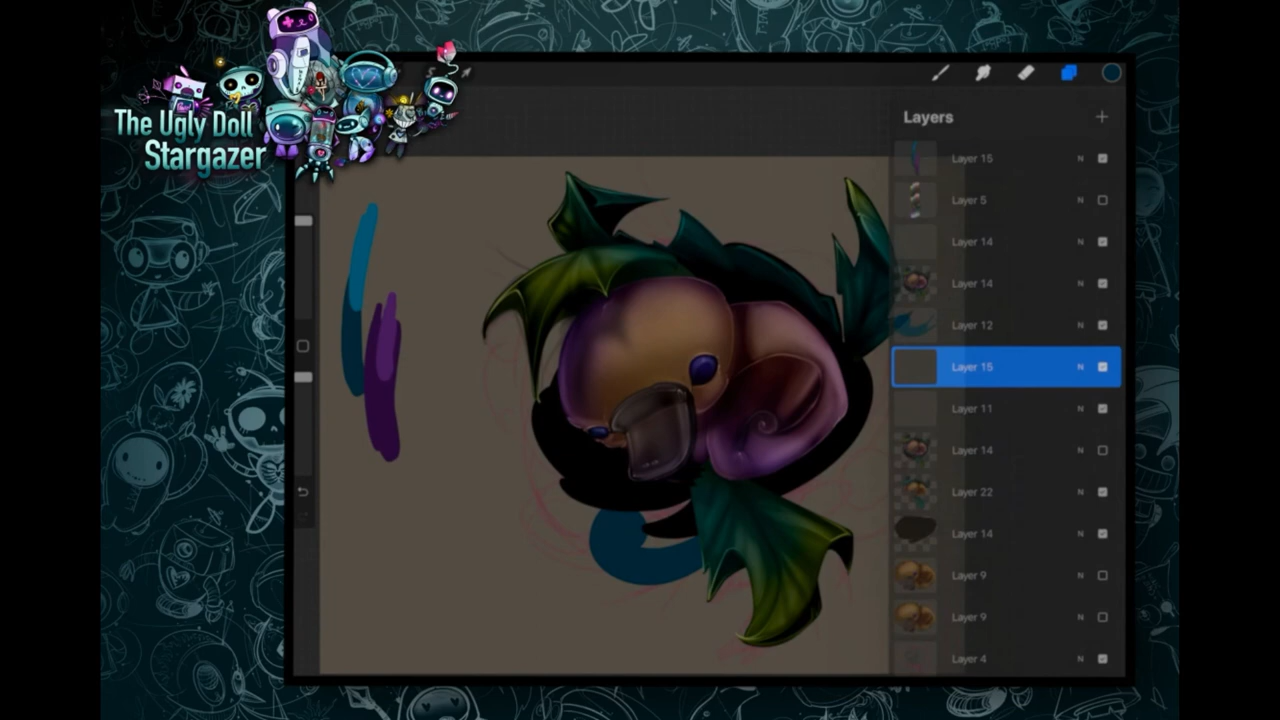 The Ugly Doll
Stargazer
Layers
Layer 15 N
Layer 5 N
Layer 14 N
Layer 14 N
Layer 12 N
Layer 15 N
Layer 11 N
Layer 14 N
Layer 22 N
Layer 14 N
Layer 9 N
Layer 9 N
Layer 4 N